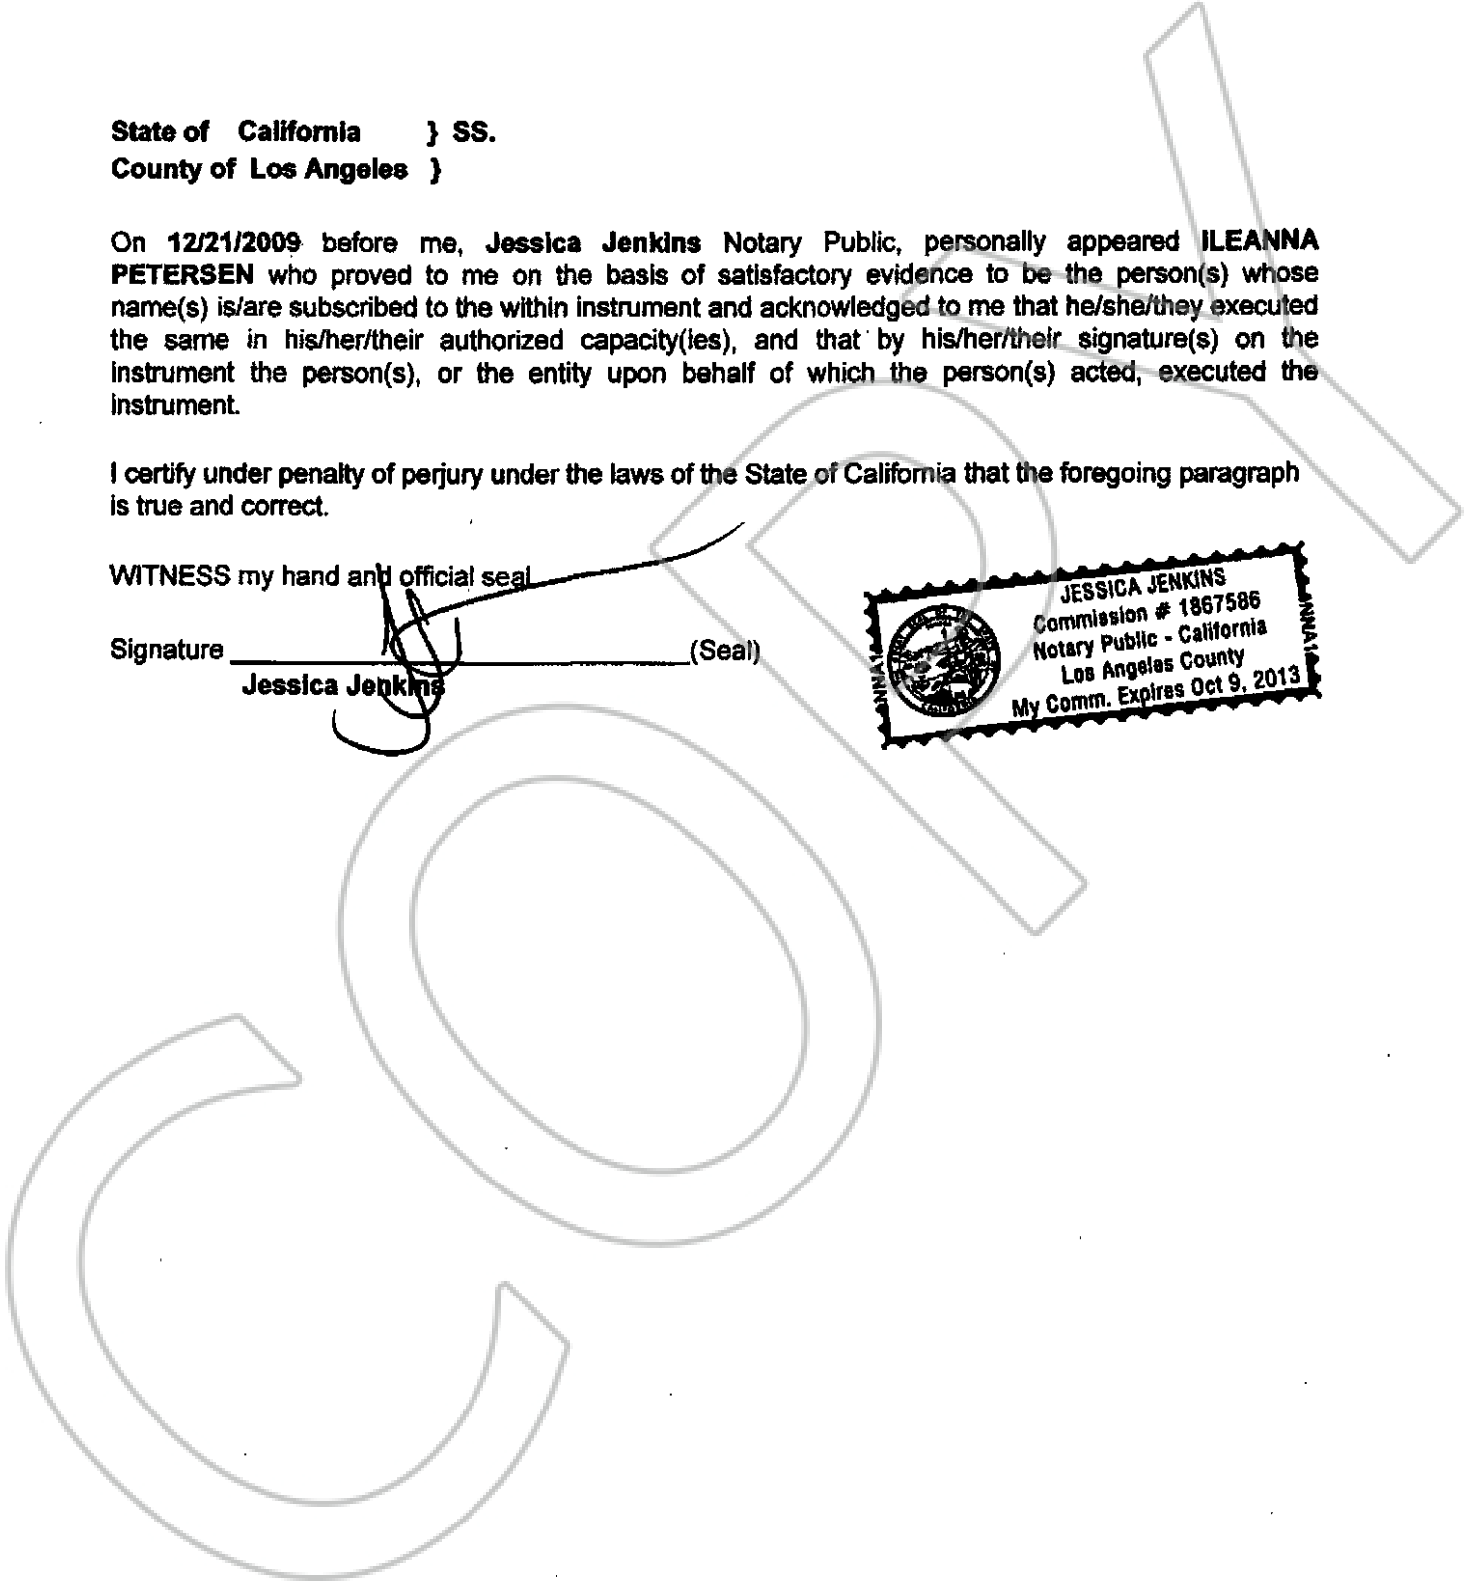 State of California } SS.
County of Los Angeles }
On 12/21/2009 before me, Jessica Jenkins Notary Public, personally appeared ILEANNA
PETERSEN who proved to me on the basis of satisfactory evidence to be the person(s) whose
name(s) is/are subscribed to the within instrument and acknowledged to me that he/she/they executed
the same in his/her/their authorized capacity(ies), and that by his/her/their signature(s) on the
instrument the person(s), or the entity upon behalf of which the person(s) acted, executed the
instrument.
I certify under penalty of perjury under the laws of the State of California that the foregoing paragraph
is true and correct.
WITNESS my hand and official seal
Signature (Seal)
Jessica Jenkins
JESSICA JENKINS
Commission # 1867586
Notary Public - California
Los Angeles County
My Comm. Expires Oct 9, 2013
COPY